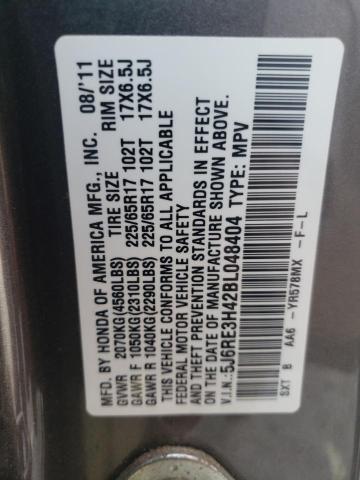 MFD. BY HONDA OF AMERICA MFG., INC. 08/'11
GVWR 2070KG(4560LBS) TIRE SIZE RIM SIZE
GAWR F 1050KG(2310LBS) 225/65R17 102T 17X6.5J
GAWR R 1040KG(2290LBS) 225/65R17 102T 17X6.5J
THIS VEHICLE CONFORMS TO ALL APPLICABLE
FEDERAL MOTOR VEHICLE SAFETY
AND THEFT PREVENTION STANDARDS IN EFFECT
ON THE DATE OF MANUFACTURE SHOWN ABOVE.
V.I.N.: 5J6RE3H42BL048404 TYPE: MPV
SXT B AA6 - YR578MX - F - L